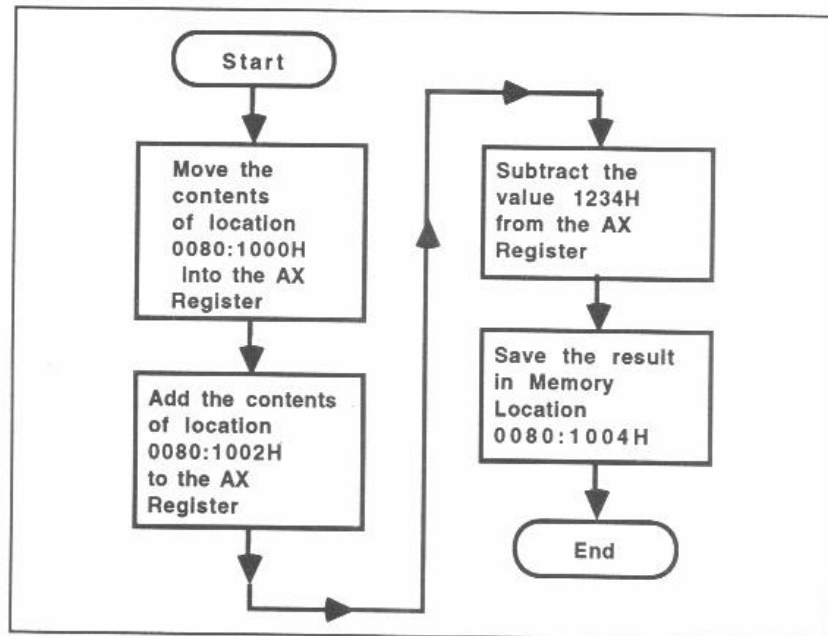 Start
Move the
contents
of location
0080:1000H
Into the AX
Register
Add the contents
of location
0080:1002H
to the AX
Register
Subtract the
value 1234H
from the AX
Register
Save the result
in Memory
Location
0080:1004H
End